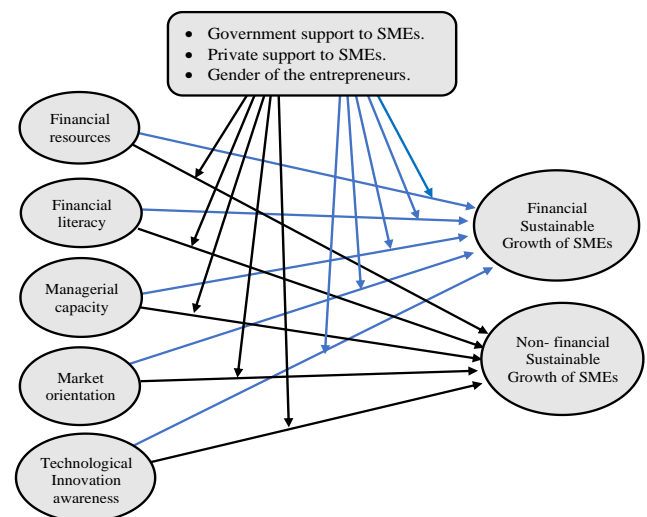 • Government support to SMEs.
• Private support to SMEs.
• Gender of the entrepreneurs.
Financial
resources
Financial
literacy
Managerial
capacity
Market
orientation
Technological
Innovation
awareness
Financial
Sustainable
Growth of SMEs
Non- financial
Sustainable
Growth of SMEs